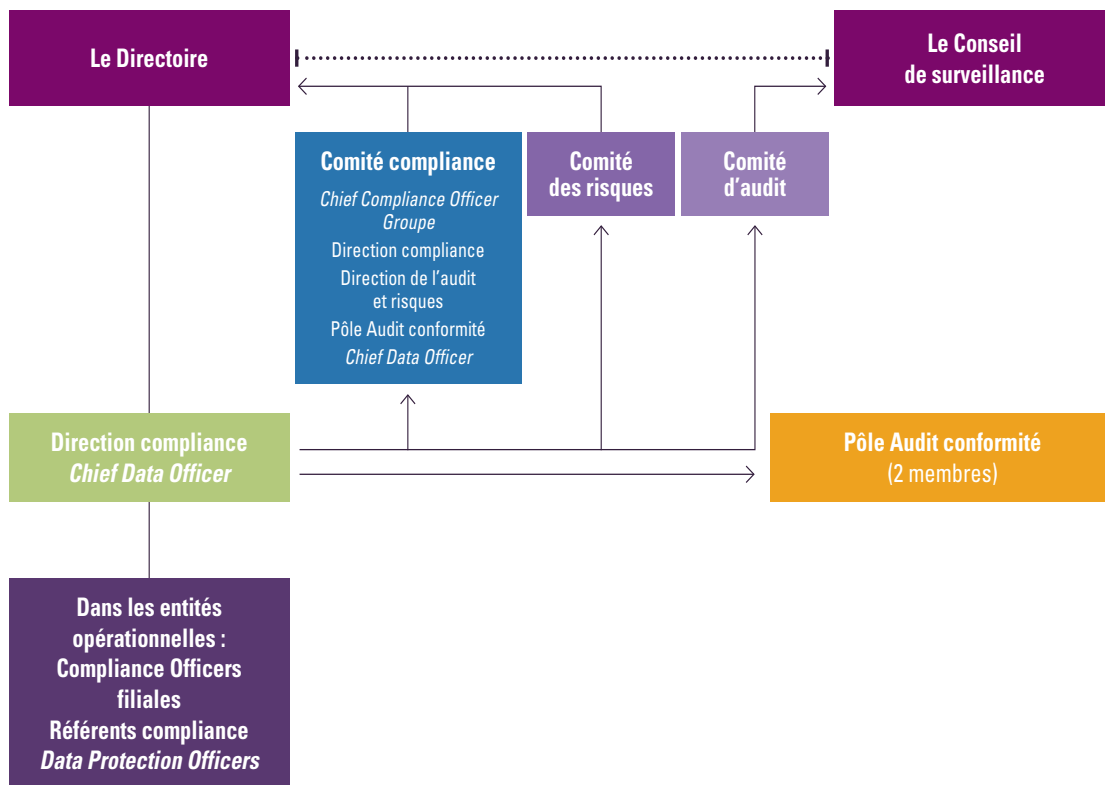 Le Directoire
Le Conseil
de surveillance
Comité compliance
Chief Compliance Officer
Groupe
Direction compliance
Direction de l'audit
et risques
Pôle Audit conformité
Chief Data Officer
Comité
des risques
Comité
d'audit
Direction compliance
Chief Data Officer
Pôle Audit conformité
(2 membres)
Dans les entités
opérationnelles :
Compliance Officers
filiales
Référents compliance
Data Protection Officers